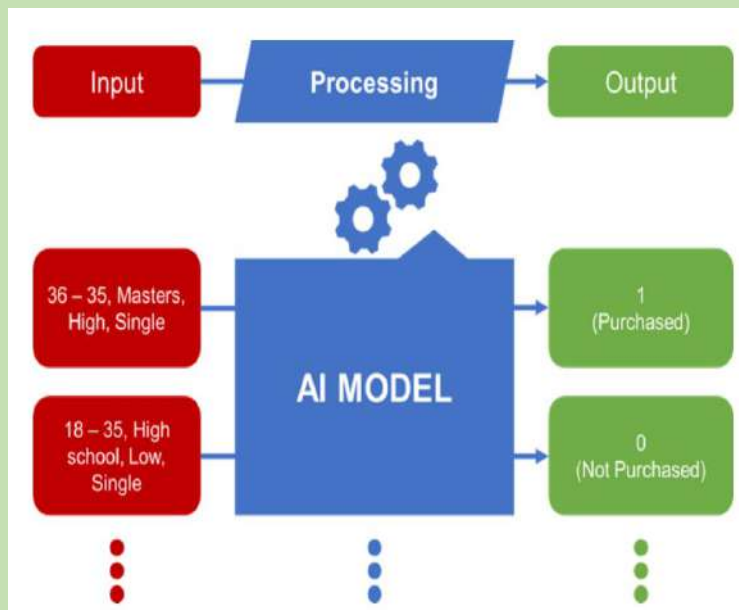 Input
Processing
Output
36 – 35, Masters,
High, Single
AI MODEL
1
(Purchased)
18 – 35, High
school, Low,
Single
0
(Not Purchased)